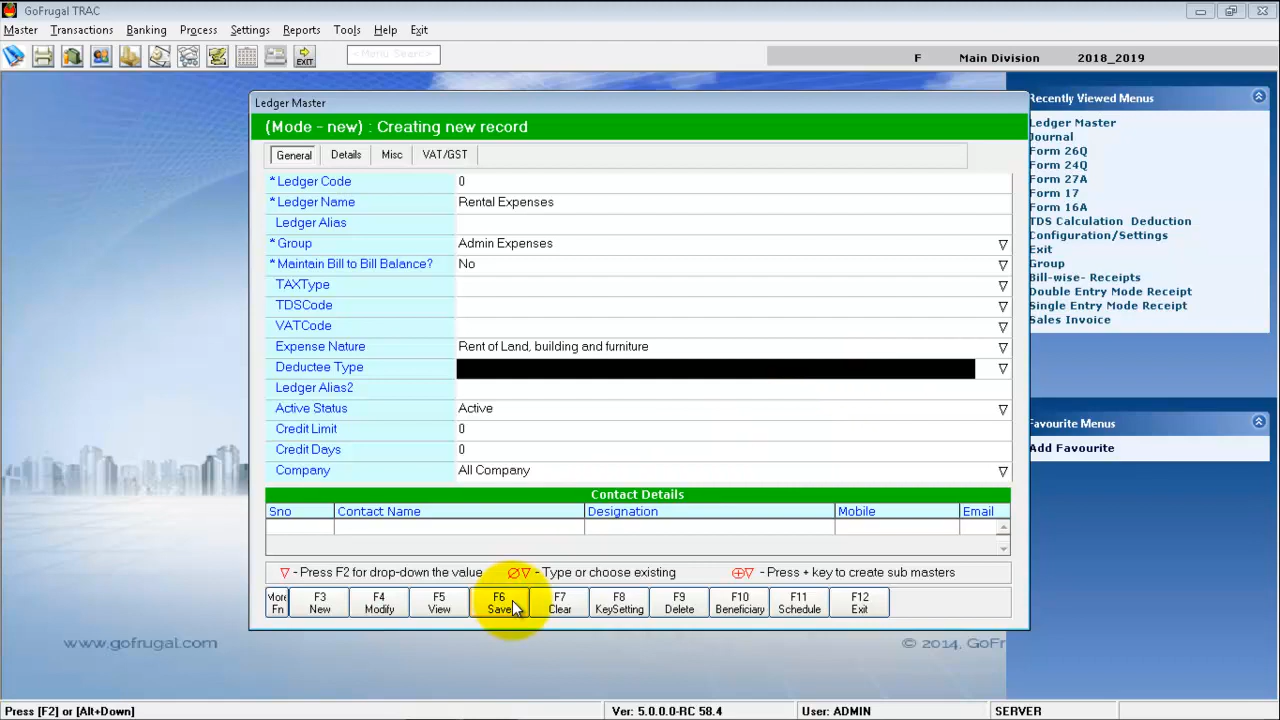 GoFrugal TRAC
Master Transactions Banking Process Settings Reports Tools Help Exit
EXIT
< Menu Search>
F Main Division 2018_2019
Ledger Master
(Mode - new) : Creating new record
General Details Misc VAT/GST
* Ledger Code 0
* Ledger Name Rental Expenses
Ledger Alias
* Group Admin Expenses
* Maintain Bill to Bill Balance? No
TAXType
TDSCode
VATCode
Expense Nature Rent of Land, building and furniture
Deductee Type
Ledger Alias2
Active Status Active
Credit Limit 0
Credit Days 0
Company All Company
Contact Details
Sno Contact Name Designation Mobile Email
▽ - Press F2 for drop-down the value ∅▽ - Type or choose existing ⊕▽ - Press + key to create sub masters
More Fn
F3 New
F4 Modify
F5 View
F6 Save
F7 Clear
F8 KeySetting
F9 Delete
F10 Beneficiary
F11 Schedule
F12 Exit
Recently Viewed Menus
Ledger Master
Journal
Form 26Q
Form 24Q
Form 27A
Form 17
Form 16A
TDS Calculation Deduction
Configuration/Settings
Exit
Group
Bill-wise- Receipts
Double Entry Mode Receipt
Single Entry Mode Receipt
Sales Invoice
Favourite Menus
Add Favourite
www.gofrugal.com © 2014, GoFr
Press [F2] or [Alt+Down] Ver: 5.0.0.0-RC 58.4 User: ADMIN SERVER